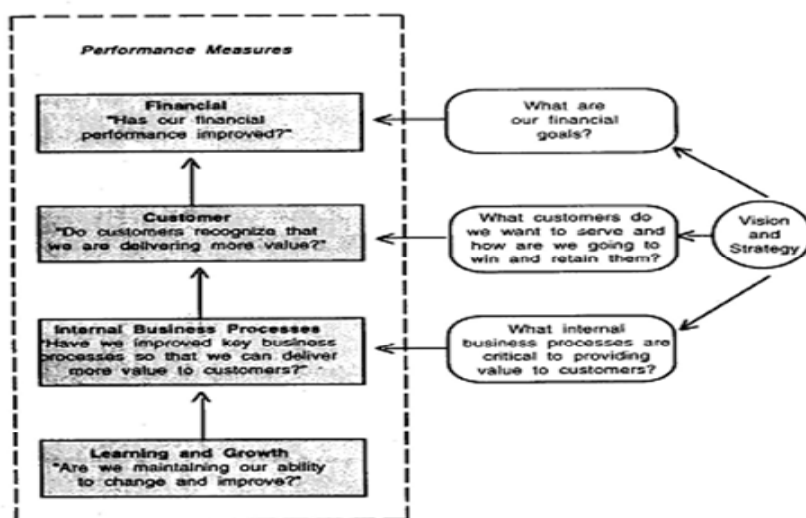 Performance Measures
Financial
"Has our financial
performance improved?"
What are
our financial
goals?
Customer
"Do customers recognize that
we are delivering more value?"
What customers do
we want to serve and
how are we going to
win and retain them?
Vision
and
Strategy
Internal Business Processes
"Have we improved key business
processes so that we can deliver
more value to customers?"
What internal
business processes are
critical to providing
value to customers?
Learning and Growth
"Are we maintaining our ability
to change and improve?"